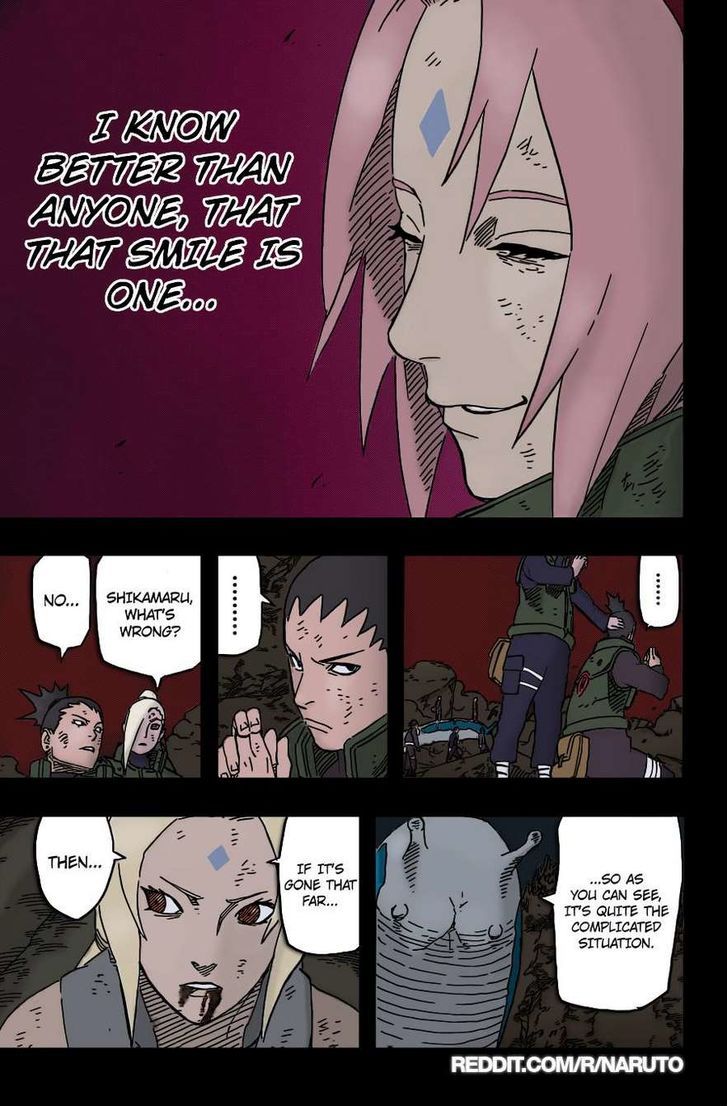 I KNOW
BETTER THAN
ANYONE, THAT
THAT SMILE IS
ONE...
........
........
SHIKAMARU,
WHAT'S
WRONG?
NO...
...SO AS
YOU CAN SEE,
IT'S QUITE THE
COMPLICATED
SITUATION.
IF IT'S
GONE THAT
FAR...
THEN...
REDDIT.COM/R/NARUTO